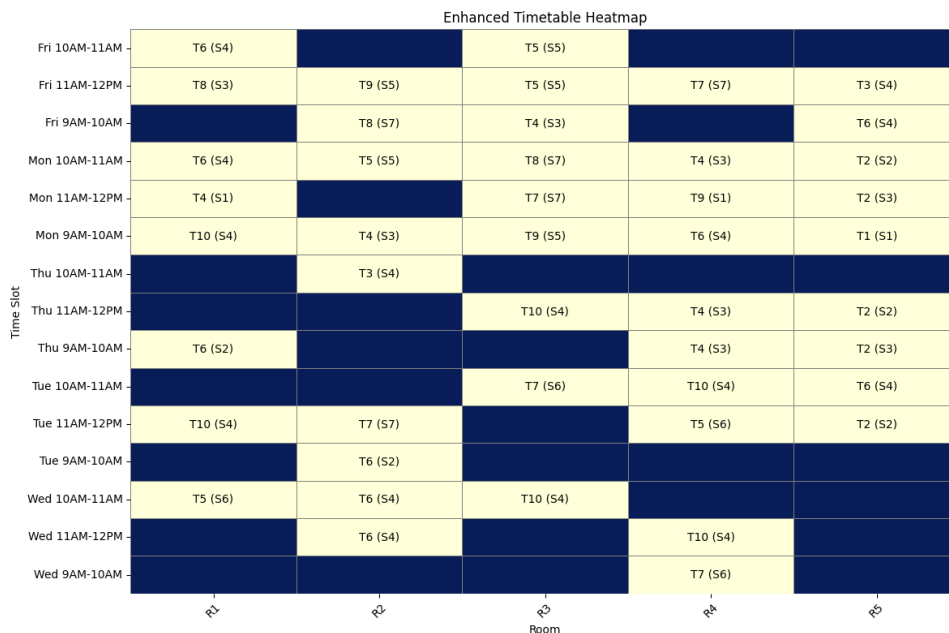 Enhanced Timetable Heatmap
Time Slot
Fri 10AM-11AM T6 (S4) T5 (S5)
Fri 11AM-12PM T8 (S3) T9 (S5) T5 (S5) T7 (S7) T3 (S4)
Fri 9AM-10AM T8 (S7) T4 (S3) T6 (S4)
Mon 10AM-11AM T6 (S4) T5 (S5) T8 (S7) T4 (S3) T2 (S2)
Mon 11AM-12PM T4 (S1) T7 (S7) T9 (S1) T2 (S3)
Mon 9AM-10AM T10 (S4) T4 (S3) T9 (S5) T6 (S4) T1 (S1)
Thu 10AM-11AM T3 (S4)
Thu 11AM-12PM T10 (S4) T4 (S3) T2 (S2)
Thu 9AM-10AM T6 (S2) T4 (S3) T2 (S3)
Tue 10AM-11AM T7 (S6) T10 (S4) T6 (S4)
Tue 11AM-12PM T10 (S4) T7 (S7) T5 (S6) T2 (S2)
Tue 9AM-10AM T6 (S2)
Wed 10AM-11AM T5 (S6) T6 (S4) T10 (S4)
Wed 11AM-12PM T6 (S4) T10 (S4)
Wed 9AM-10AM T7 (S6)
R1 R2 R3 R4 R5
Room